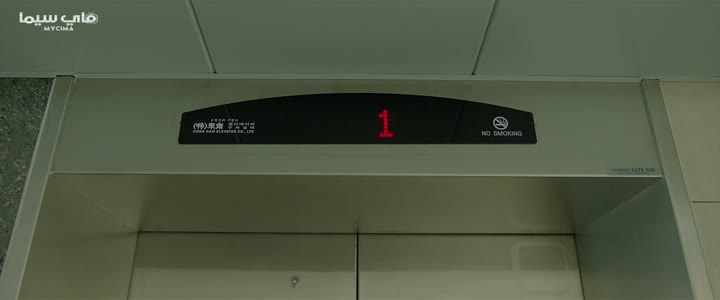 ماي سيما
MYCIMA
1
(株)東南
DONG NAM ELEVATOR CO., LTD
NO SMOKING